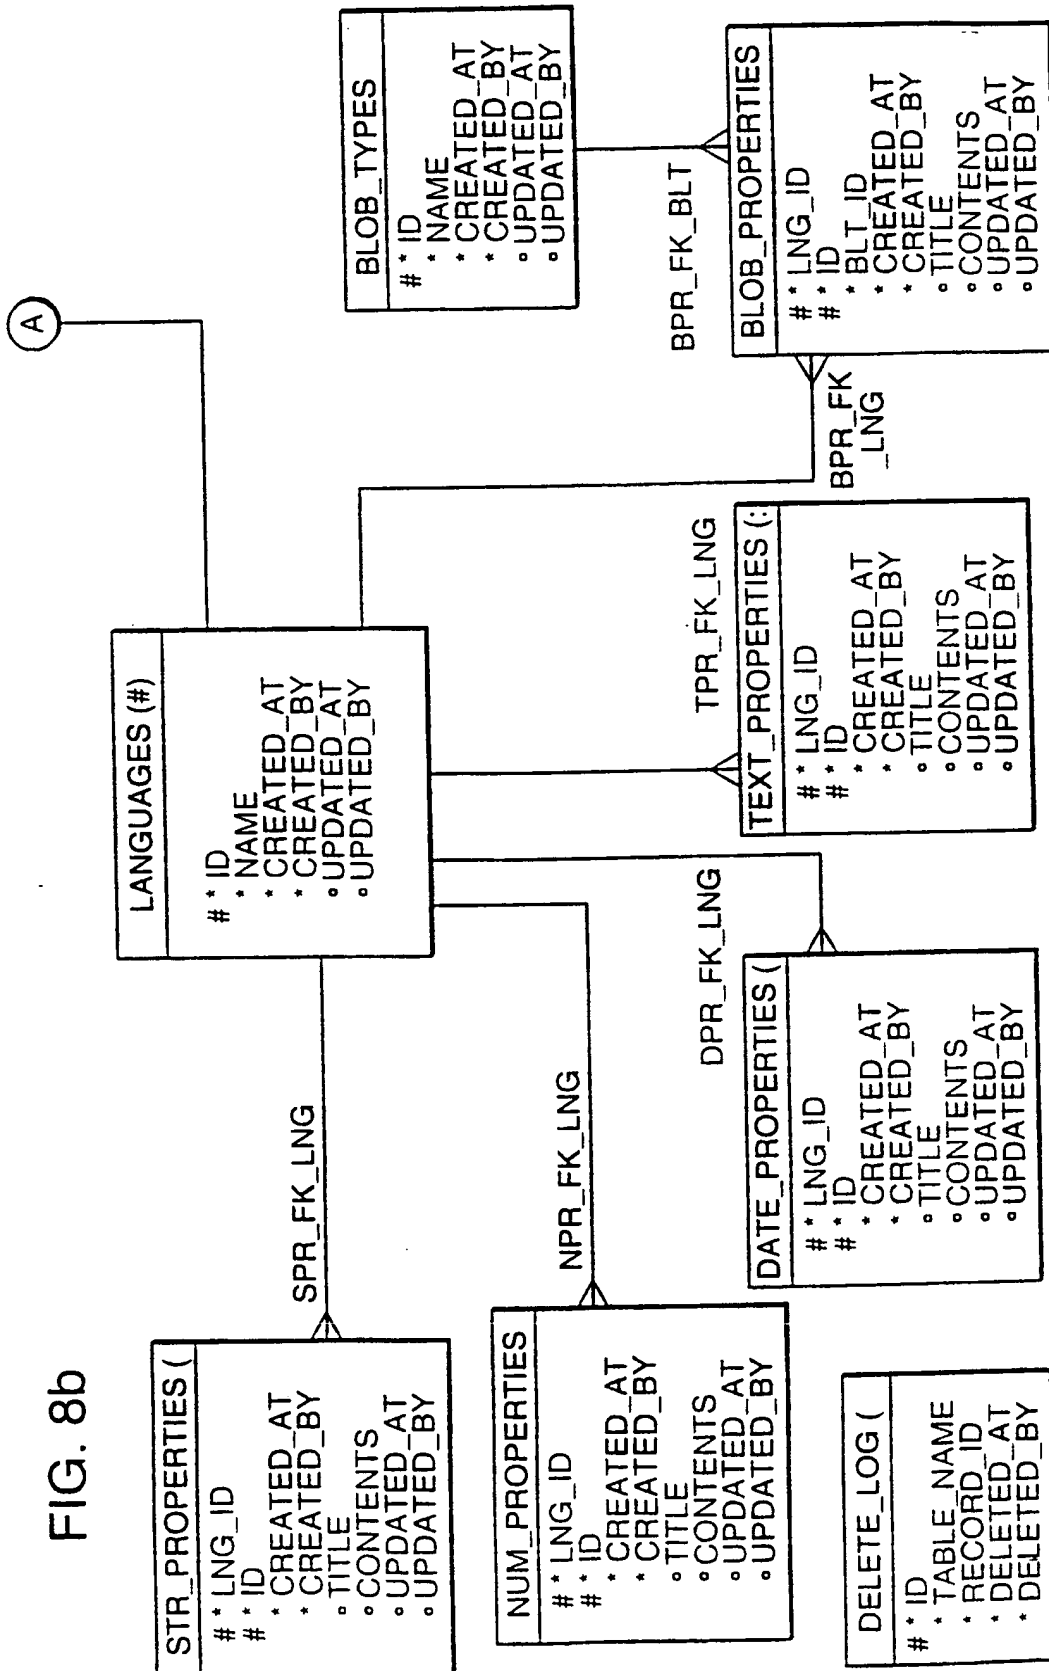 FIG. 8b
STR_PROPERTIES (
# * LNG_ID
# * ID
* CREATED_AT
* CREATED_BY
° TITLE
° CONTENTS
° UPDATED_AT
° UPDATED_BY
SPR_FK_LNG
LANGUAGES (#)
# * ID
* NAME
* CREATED_AT
* CREATED_BY
° UPDATED_AT
° UPDATED_BY
A
NUM_PROPERTIES
# * LNG_ID
# * ID
* CREATED_AT
* CREATED_BY
° TITLE
° CONTENTS
° UPDATED_AT
° UPDATED_BY
NPR_FK_LNG
BLOB_TYPES
# * ID
* NAME
* CREATED_AT
* CREATED_BY
° UPDATED_AT
° UPDATED_BY
DELETE_LOG (
# * ID
* TABLE_NAME
* RECORD_ID
* DELETED_AT
* DELETED_BY
DATE_PROPERTIES (
# * LNG_ID
# * ID
* CREATED_AT
* CREATED_BY
° TITLE
° CONTENTS
° UPDATED_AT
° UPDATED_BY
DPR_FK_LNG
TEXT_PROPERTIES (:
# * LNG_ID
# * ID
* CREATED_AT
* CREATED_BY
° TITLE
° CONTENTS
° UPDATED_AT
° UPDATED_BY
TPR_FK_LNG
BPR_FK
_LNG
BPR_FK_BLT
BLOB_PROPERTIES
# * LNG_ID
# * ID
* BLT_ID
* CREATED_AT
* CREATED_BY
° TITLE
° CONTENTS
° UPDATED_AT
° UPDATED_BY